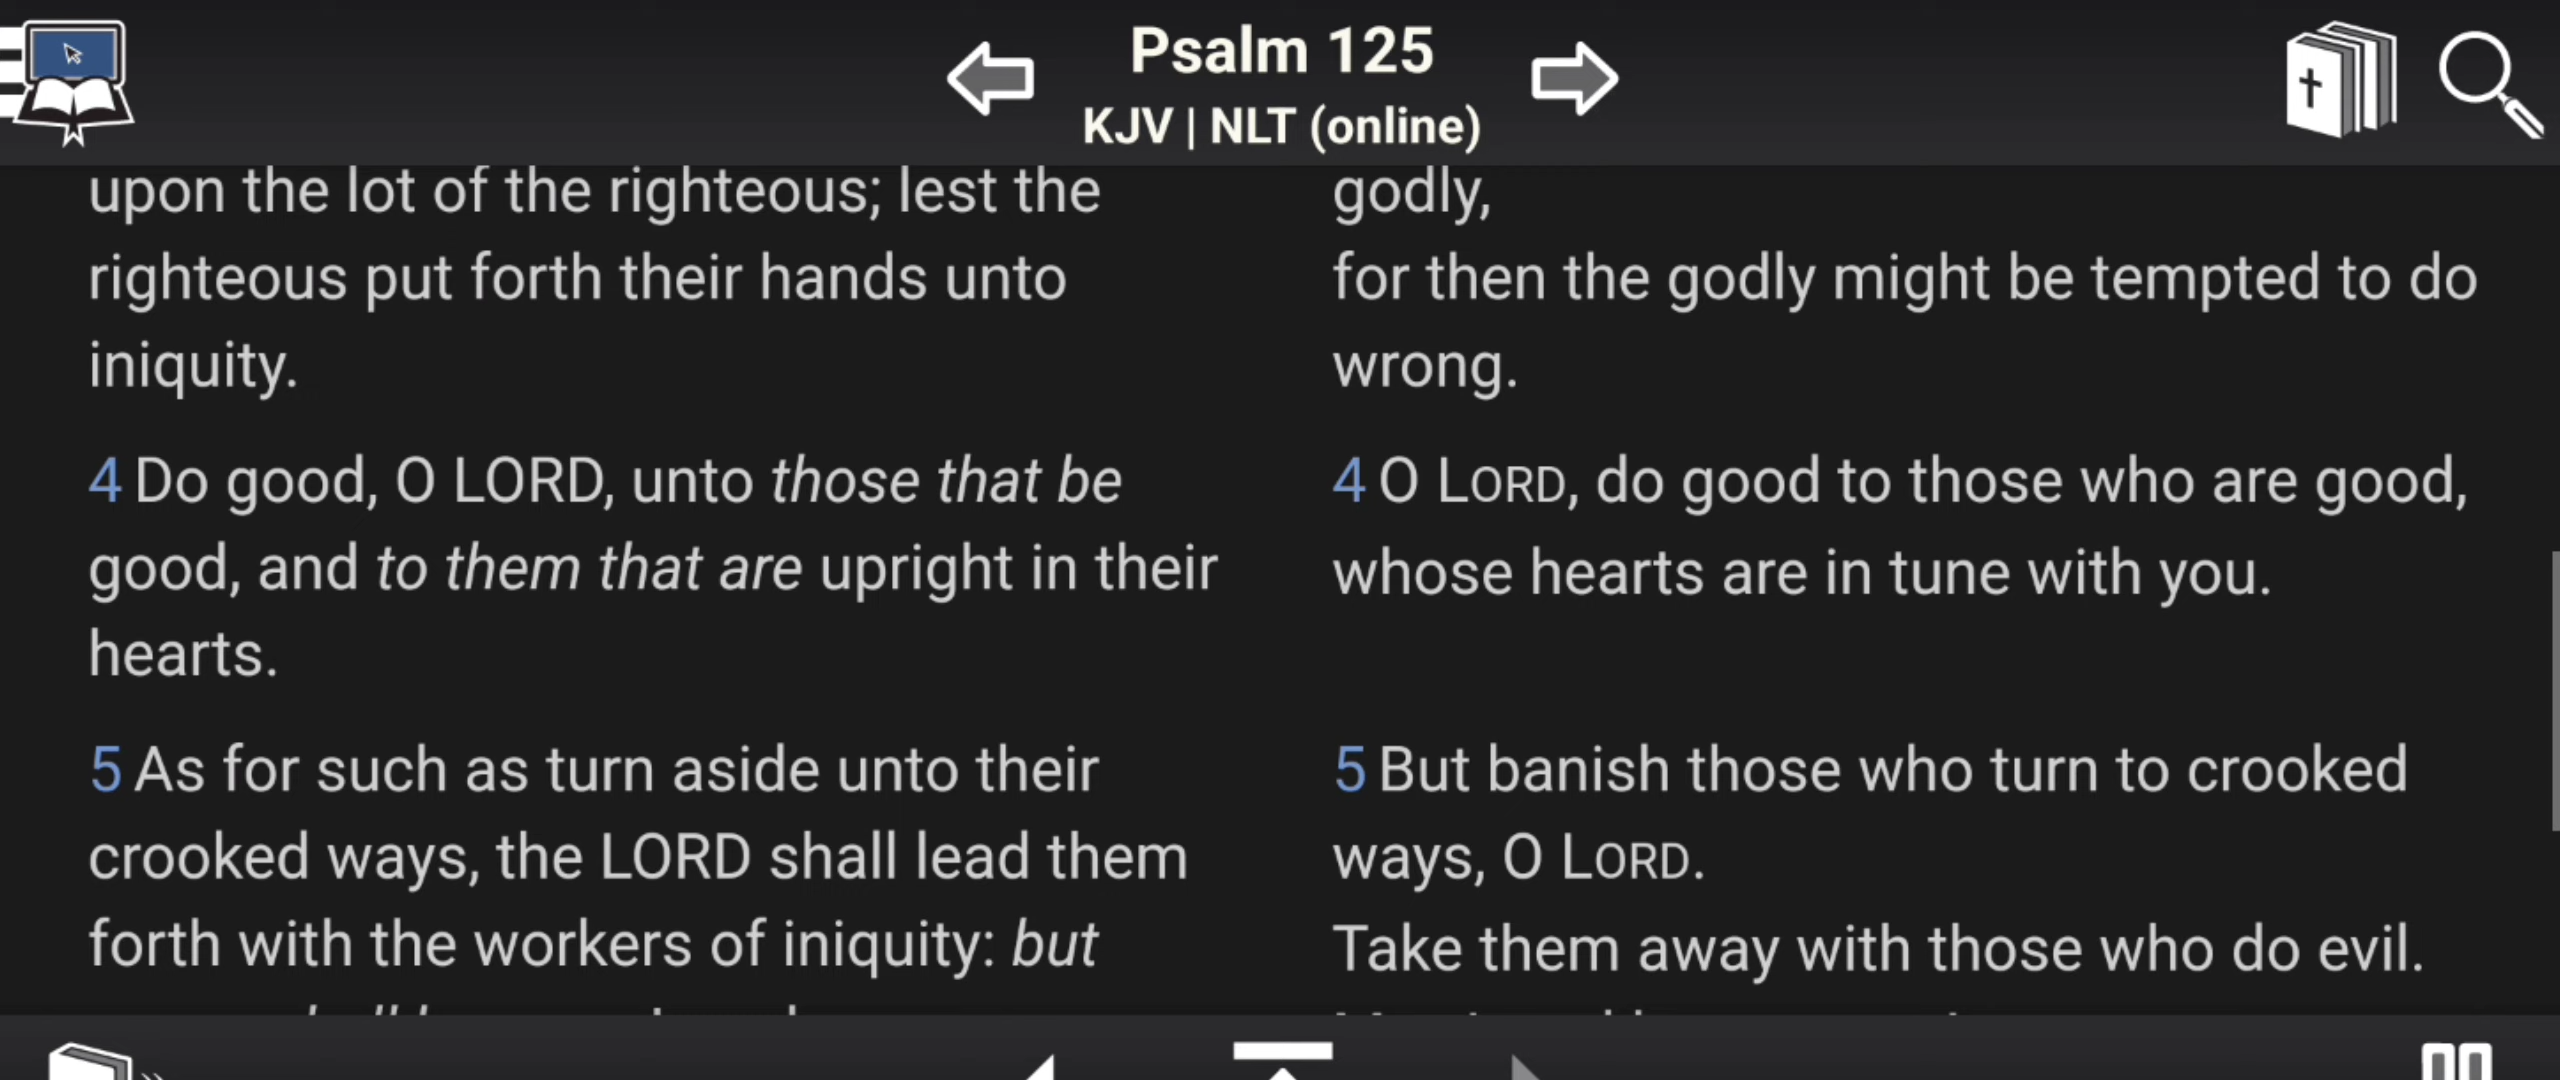 Psalm 125
KJV | NLT (online)
upon the lot of the righteous; lest the
righteous put forth their hands unto
iniquity.
4 Do good, O LORD, unto those that be
good, and to them that are upright in their
hearts.
5 As for such as turn aside unto their
crooked ways, the LORD shall lead them
forth with the workers of iniquity: but
godly,
for then the godly might be tempted to do
wrong.
4 O LORD, do good to those who are good,
whose hearts are in tune with you.
5 But banish those who turn to crooked
ways, O LORD.
Take them away with those who do evil.